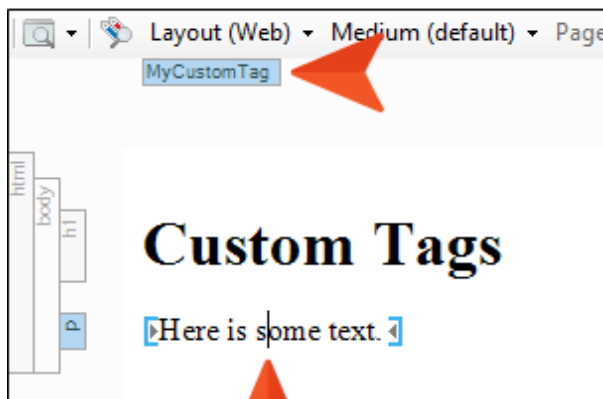 Layout (Web) Medium (default) Page
MyCustomTag
html
body
h1
Custom Tags
p
Here is some text.